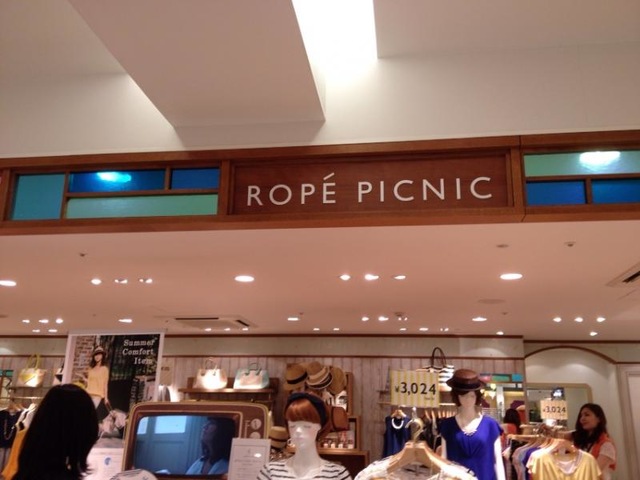 ROPÉ PICNIC
Summer
Comfort
Item
¥3,024
¥3,024